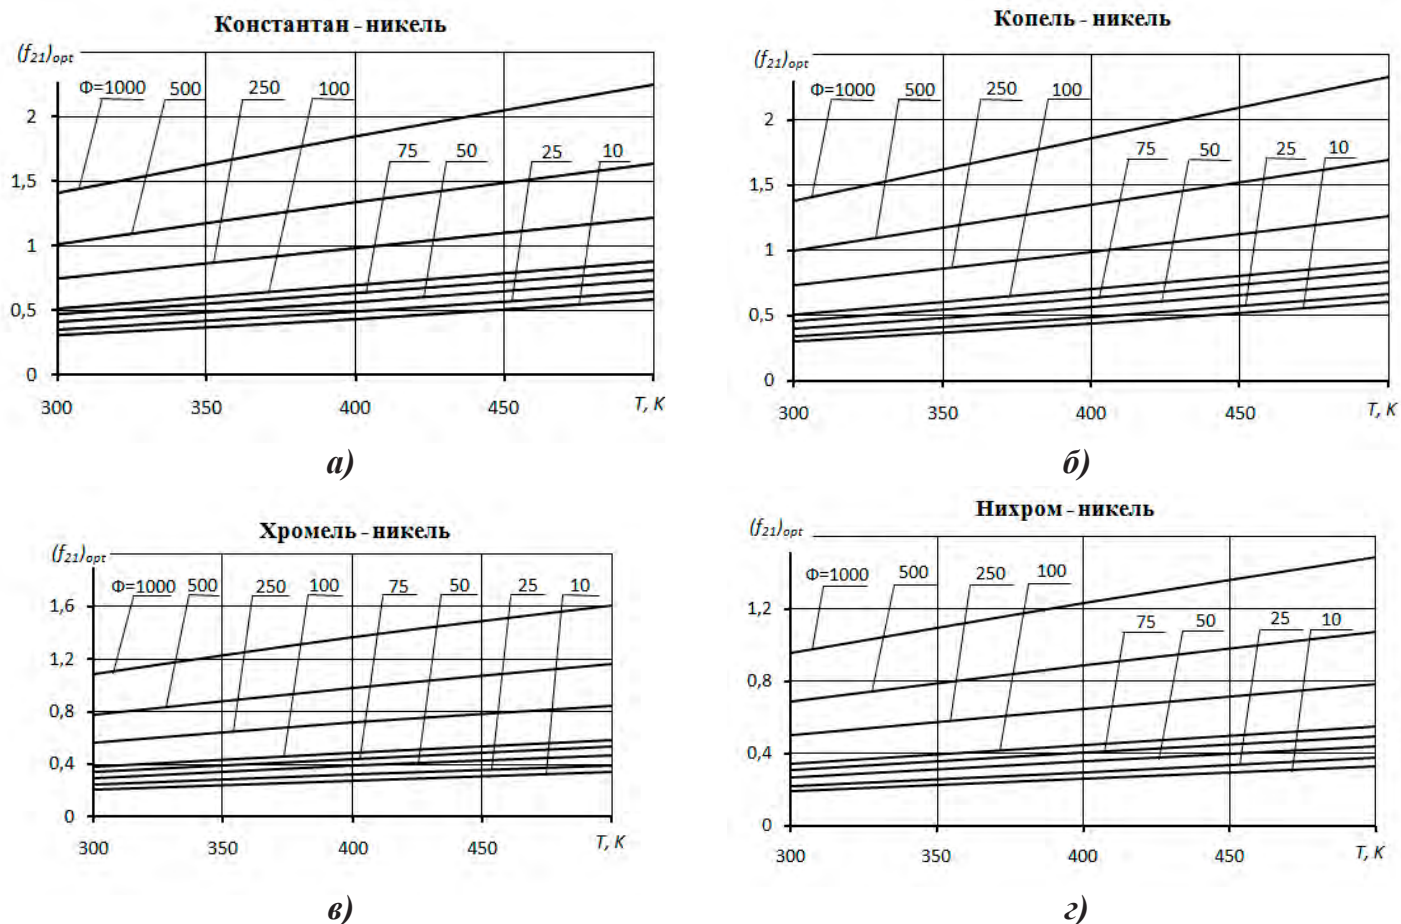 Константан - никель
(f₂₁)opt
Φ=1000 500 250 100
75 50 25 10
2
1,5
1
0,5
0
300 350 400 450 T, K
а)
Копель - никель
(f₂₁)opt
Φ=1000 500 250 100
75 50 25 10
2
1,5
1
0,5
0
300 350 400 450 T, K
б)
Хромель - никель
(f₂₁)opt
Φ=1000 500 250 100 75 50 25 10
1,6
1,2
0,8
0,4
0
300 350 400 450 T, K
в)
Нихром - никель
(f₂₁)opt
Φ=1000 500 250 100
75 50 25 10
1,2
0,8
0,4
0
300 350 400 450 T, K
г)